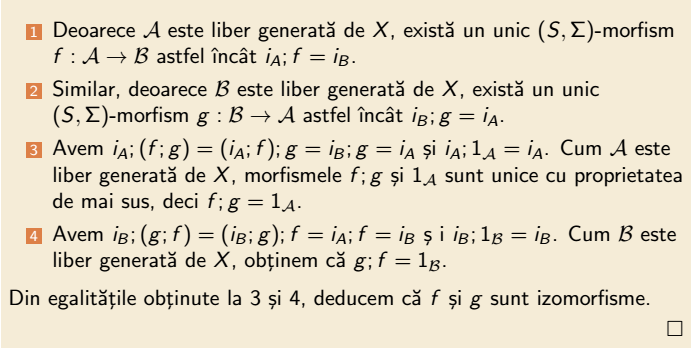 1 Deoarece 𝒜 este liber generată de X, există un unic (S, Σ)-morfism
f : 𝒜 → ℬ astfel încât i_A; f = i_B.
2 Similar, deoarece ℬ este liber generată de X, există un unic
(S, Σ)-morfism g : ℬ → 𝒜 astfel încât i_B; g = i_A.
3 Avem i_A; (f; g) = (i_A; f); g = i_B; g = i_A și i_A; 1_𝒜 = i_A. Cum 𝒜 este
liber generată de X, morfismele f; g și 1_𝒜 sunt unice cu proprietatea
de mai sus, deci f; g = 1_𝒜.
4 Avem i_B; (g; f) = (i_B; g); f = i_A; f = i_B ș i i_B; 1_ℬ = i_B. Cum ℬ este
liber generată de X, obținem că g; f = 1_ℬ.
Din egalitățile obținute la 3 și 4, deducem că f și g sunt izomorfisme.
□